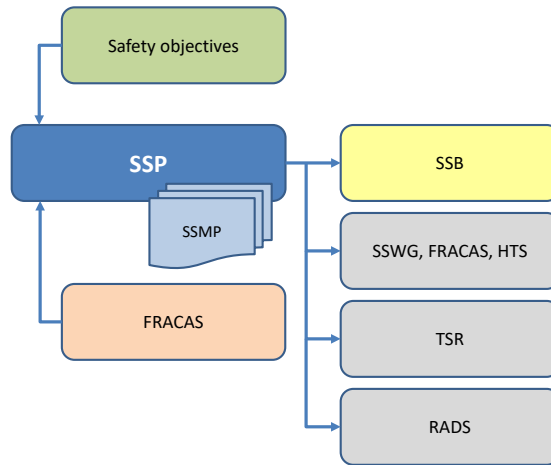 Safety objectives
SSP
SSMP
FRACAS
SSB
SSWG, FRACAS, HTS
TSR
RADS